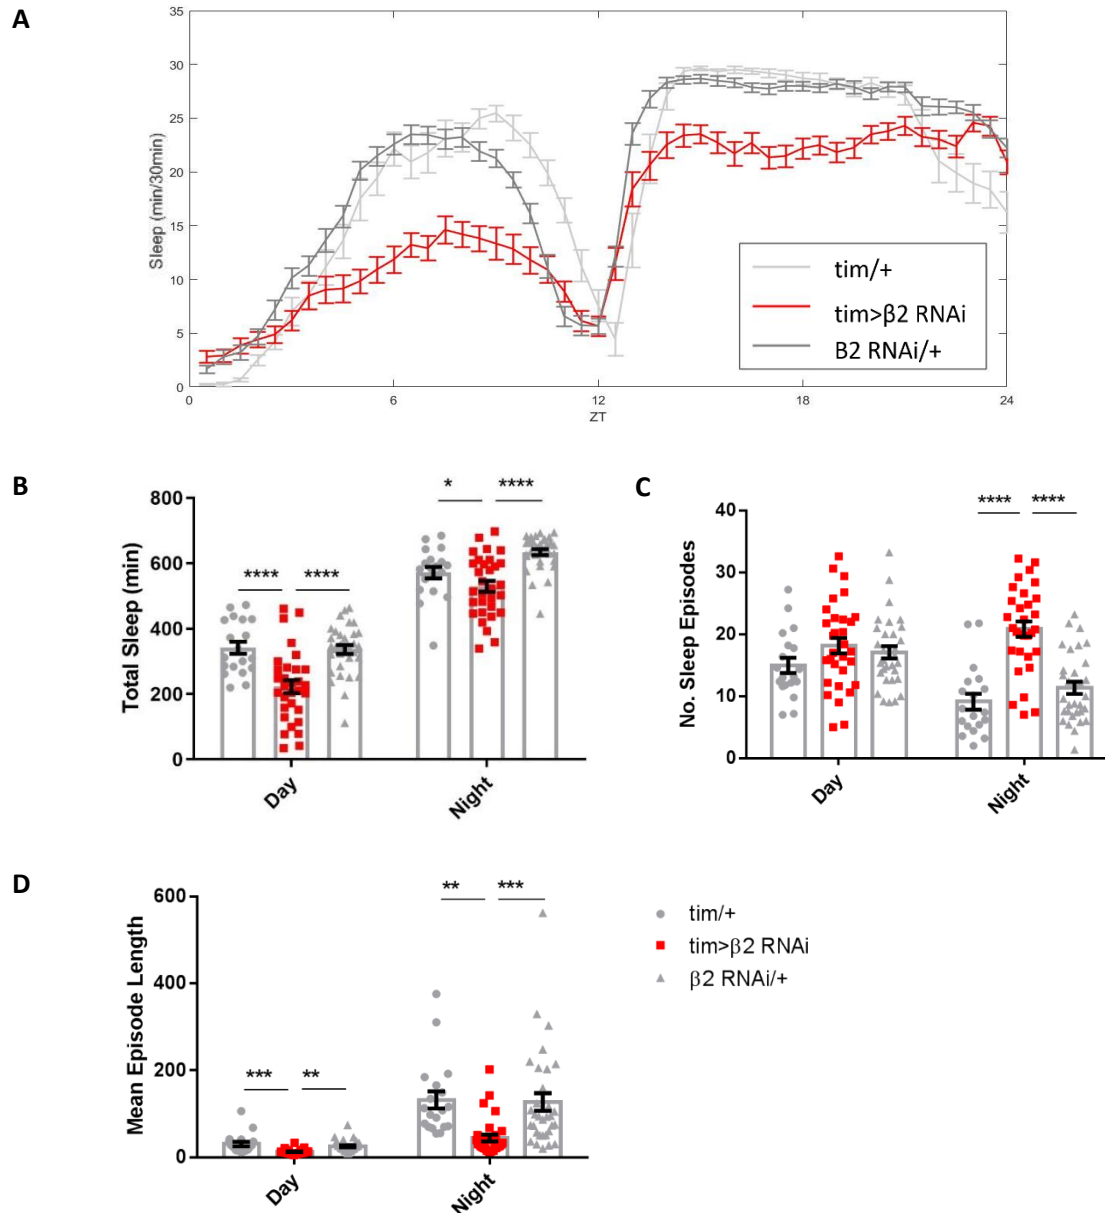 A
35
30
25
20
15
10
5
0
Sleep (min/30min)
0 6 12 18 24
ZT
tim/+
tim>β2 RNAi
B2 RNAi/+
B
800
600
400
200
0
Total Sleep (min)
**** ****
* ****
Day Night
C
40
30
20
10
0
No. Sleep Episodes
**** ****
Day Night
D
600
400
200
0
Mean Episode Length
*** **
** ***
Day Night
tim/+
tim>β2 RNAi
β2 RNAi/+